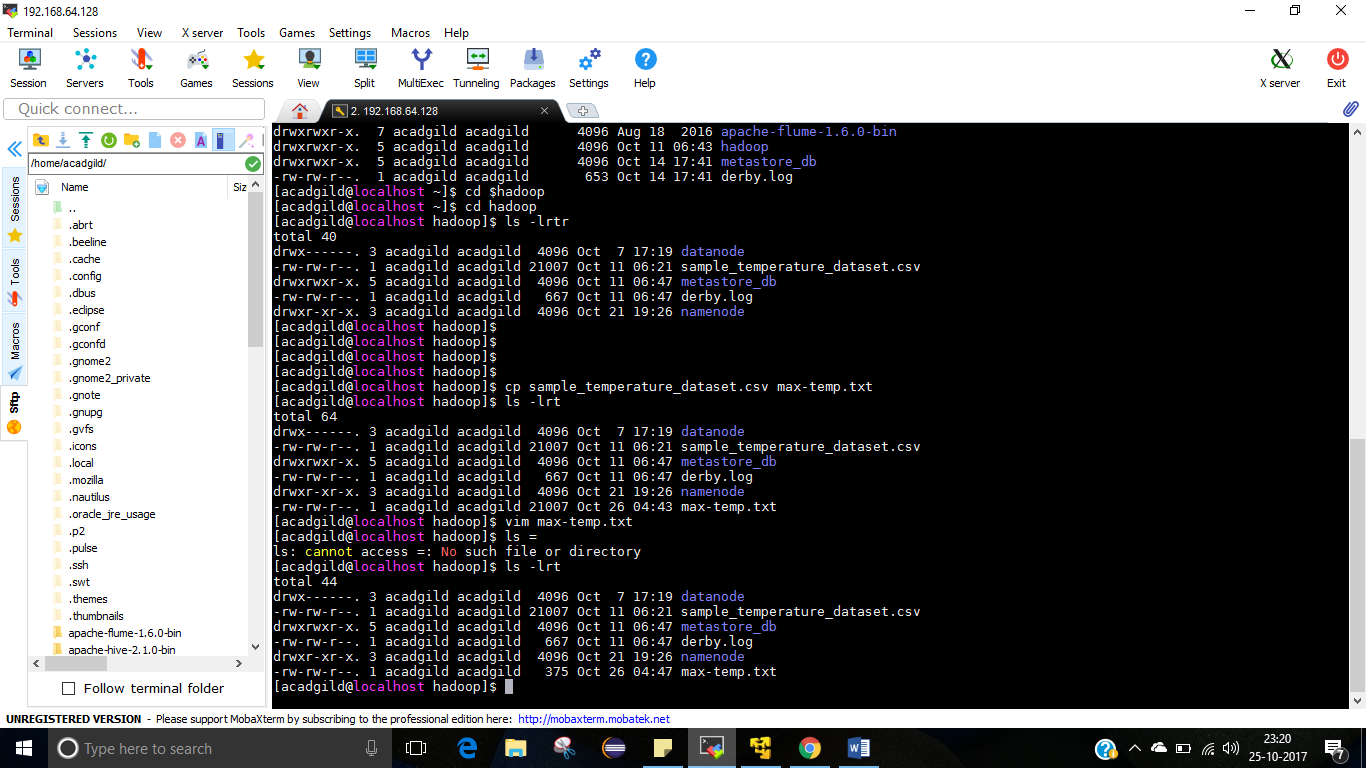 192.168.64.128
Terminal Sessions View X server Tools Games Settings Macros Help
Session Servers Tools Games Sessions View Split MultiExec Tunneling Packages Settings Help X server Exit
Quick connect...
2. 192.168.64.128
/home/acadgild/
Name Siz
..
.abrt
.beeline
.cache
.config
.dbus
.eclipse
.gconf
.gconfd
.gnome2
.gnome2_private
.gnote
.gnupg
.gvfs
.icons
.local
.mozilla
.nautilus
.oracle_jre_usage
.p2
.pulse
.ssh
.swt
.themes
.thumbnails
apache-flume-1.6.0-bin
apache-hive-2.1.0-bin
Follow terminal folder
Sessions
Tools
Macros
Sftp
drwxrwxr-x. 7 acadgild acadgild 4096 Aug 18 2016 apache-flume-1.6.0-bin
drwxrwxr-x. 5 acadgild acadgild 4096 Oct 11 06:43 hadoop
drwxrwxr-x. 5 acadgild acadgild 4096 Oct 14 17:41 metastore_db
-rw-rw-r--. 1 acadgild acadgild 653 Oct 14 17:41 derby.log
[acadgild@localhost ~]$ cd $hadoop
[acadgild@localhost ~]$ cd hadoop
[acadgild@localhost hadoop]$ ls -lrtr
total 40
drwx------. 3 acadgild acadgild 4096 Oct 7 17:19 datanode
-rw-rw-r--. 1 acadgild acadgild 21007 Oct 11 06:21 sample_temperature_dataset.csv
drwxrwxr-x. 5 acadgild acadgild 4096 Oct 11 06:47 metastore_db
-rw-rw-r--. 1 acadgild acadgild 667 Oct 11 06:47 derby.log
drwxr-xr-x. 3 acadgild acadgild 4096 Oct 21 19:26 namenode
[acadgild@localhost hadoop]$
[acadgild@localhost hadoop]$
[acadgild@localhost hadoop]$
[acadgild@localhost hadoop]$
[acadgild@localhost hadoop]$ cp sample_temperature_dataset.csv max-temp.txt
[acadgild@localhost hadoop]$ ls -lrt
total 64
drwx------. 3 acadgild acadgild 4096 Oct 7 17:19 datanode
-rw-rw-r--. 1 acadgild acadgild 21007 Oct 11 06:21 sample_temperature_dataset.csv
drwxrwxr-x. 5 acadgild acadgild 4096 Oct 11 06:47 metastore_db
-rw-rw-r--. 1 acadgild acadgild 667 Oct 11 06:47 derby.log
drwxr-xr-x. 3 acadgild acadgild 4096 Oct 21 19:26 namenode
-rw-rw-r--. 1 acadgild acadgild 21007 Oct 26 04:43 max-temp.txt
[acadgild@localhost hadoop]$ vim max-temp.txt
[acadgild@localhost hadoop]$ ls =
ls: cannot access =: No such file or directory
[acadgild@localhost hadoop]$ ls -lrt
total 44
drwx------. 3 acadgild acadgild 4096 Oct 7 17:19 datanode
-rw-rw-r--. 1 acadgild acadgild 21007 Oct 11 06:21 sample_temperature_dataset.csv
drwxrwxr-x. 5 acadgild acadgild 4096 Oct 11 06:47 metastore_db
-rw-rw-r--. 1 acadgild acadgild 667 Oct 11 06:47 derby.log
drwxr-xr-x. 3 acadgild acadgild 4096 Oct 21 19:26 namenode
-rw-rw-r--. 1 acadgild acadgild 375 Oct 26 04:47 max-temp.txt
[acadgild@localhost hadoop]$
UNREGISTERED VERSION - Please support MobaXterm by subscribing to the professional edition here: http://mobaxterm.mobatek.net
Type here to search
23:20
25-10-2017
7